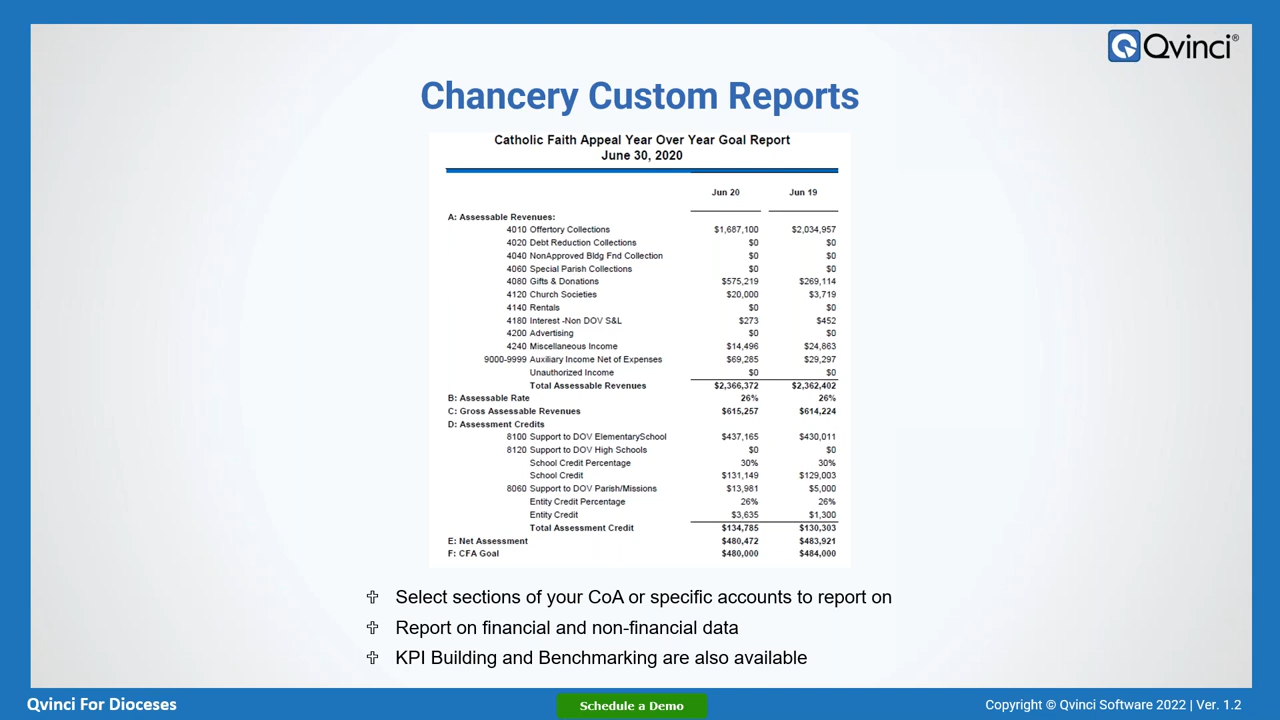 Qvinci®
Chancery Custom Reports
Catholic Faith Appeal Year Over Year Goal Report
June 30, 2020
Jun 20 Jun 19
A: Assessable Revenues:
4010 Offertory Collections $1,687,100 $2,034,957
4020 Debt Reduction Collections $0 $0
4040 NonApproved Bldg Fnd Collection $0 $0
4060 Special Parish Collections $0 $0
4080 Gifts & Donations $575,219 $269,114
4120 Church Societies $20,000 $3,719
4140 Rentals $0 $0
4180 Interest -Non DOV S&L $273 $452
4200 Advertising $0 $0
4240 Miscellaneous Income $14,496 $24,863
9000-9999 Auxiliary Income Net of Expenses $69,285 $29,297
Unauthorized Income $0 $0
Total Assessable Revenues $2,366,372 $2,362,402
B: Assessable Rate 26% 26%
C: Gross Assessable Revenues $615,257 $614,224
D: Assessment Credits
8100 Support to DOV ElementarySchool $437,165 $430,011
8120 Support to DOV High Schools $0 $0
School Credit Percentage 30% 30%
School Credit $131,149 $129,003
8060 Support to DOV Parish/Missions $13,981 $5,000
Entity Credit Percentage 26% 26%
Entity Credit $3,635 $1,300
Total Assessment Credit $134,785 $130,303
E: Net Assessment $480,472 $483,921
F: CFA Goal $480,000 $484,000
✞ Select sections of your CoA or specific accounts to report on
✞ Report on financial and non-financial data
✞ KPI Building and Benchmarking are also available
Qvinci For Dioceses
Schedule a Demo
Copyright © Qvinci Software 2022 | Ver. 1.2